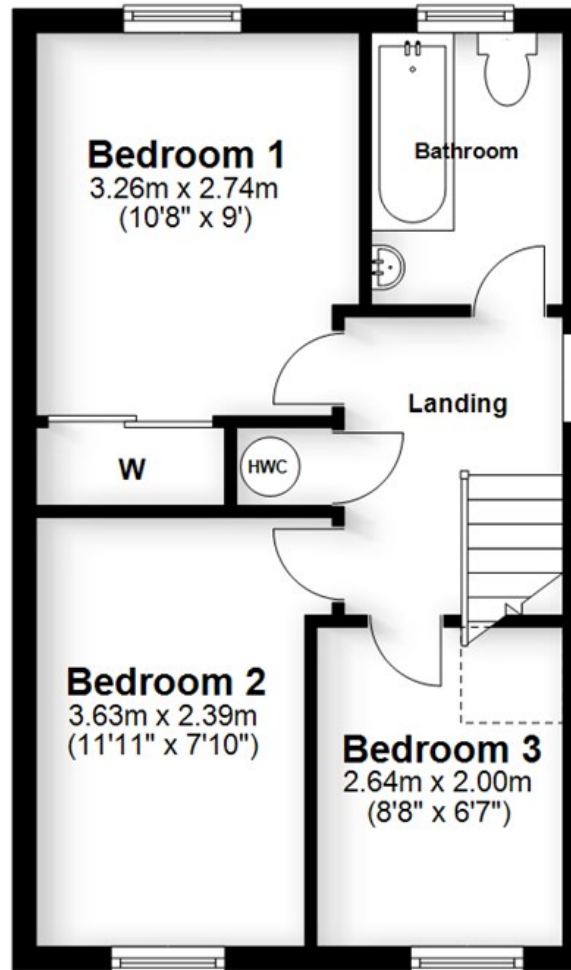 Bedroom 1
3.26m x 2.74m
(10'8" x 9')
Bathroom
Landing
W
HWC
Bedroom 2
3.63m x 2.39m
(11'11" x 7'10")
Bedroom 3
2.64m x 2.00m
(8'8" x 6'7")